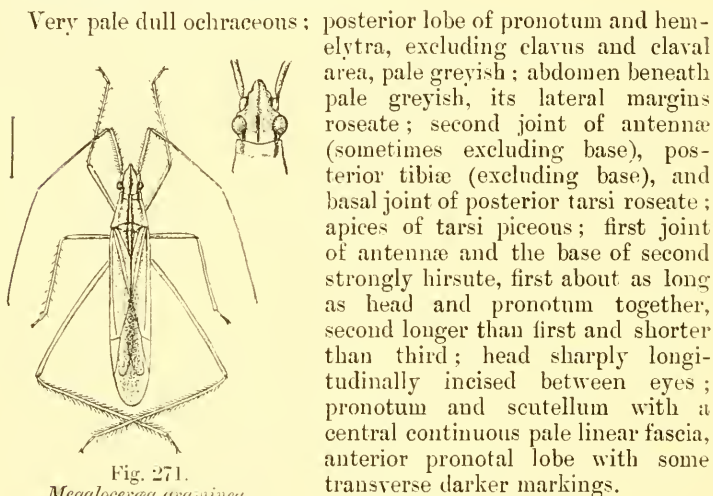 Very pale dull ochraceous; posterior lobe of pronotum and hem-
elytra, excluding clavus and claval
area, pale greyish; abdomen beneath
pale greyish, its lateral margins
roseate; second joint of antennæ
(sometimes excluding base), pos-
terior tibiæ (excluding base), and
basal joint of posterior tarsi roseate;
apices of tarsi piceous; first joint
of antennæ and the base of second
strongly hirsute, first about as long
as head and pronotum together,
second longer than first and shorter
than third; head sharply longi-
tudinally incised between eyes;
pronotum and scutellum with a
central continuous pale linear fascia,
anterior pronotal lobe with some
transverse darker markings.
Fig. 271.
Megaloceræa graminea